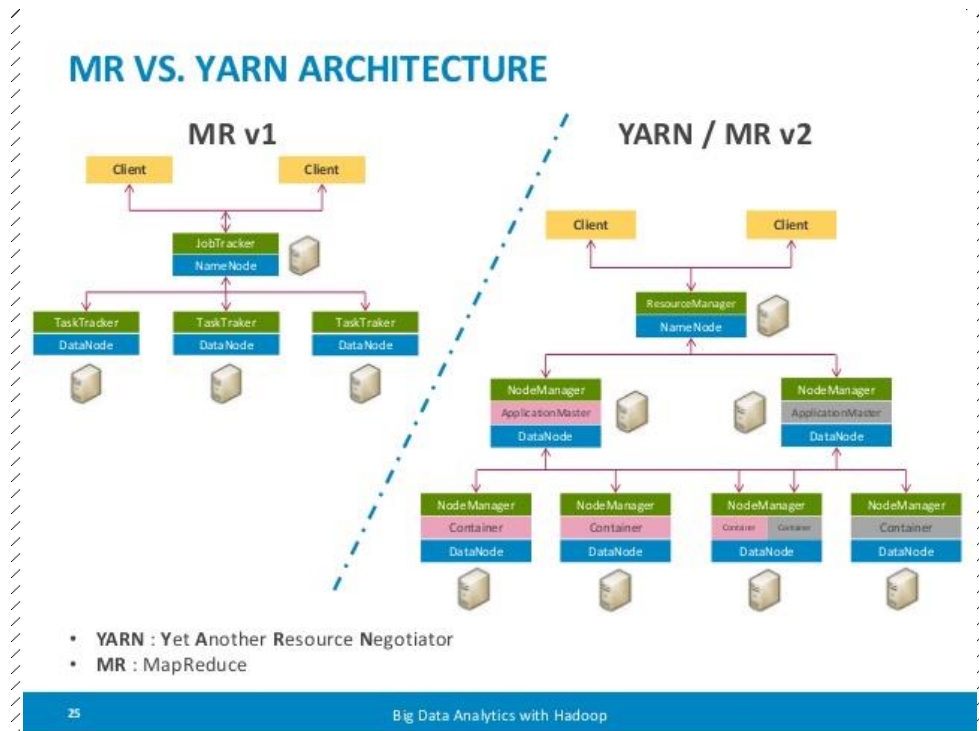 MR VS. YARN ARCHITECTURE
MR v1
Client
Client
JobTracker
NameNode
TaskTracker
DataNode
TaskTraker
DataNode
TaskTraker
DataNode
YARN / MR v2
Client
Client
ResourceManager
NameNode
NodeManager
ApplicationMaster
DataNode
NodeManager
ApplicationMaster
DataNode
NodeManager
Container
DataNode
NodeManager
Container
DataNode
NodeManager
Container Container
DataNode
NodeManager
Container
DataNode
• YARN : Yet Another Resource Negotiator
• MR : MapReduce
25
Big Data Analytics with Hadoop